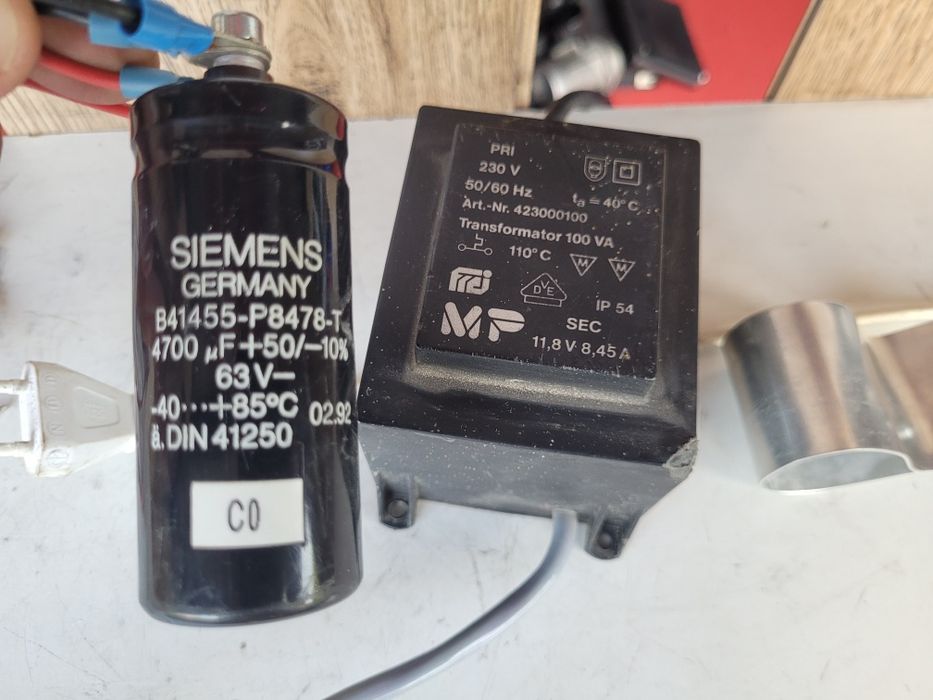 SIEMENS
GERMANY
B41455-P8478-T
4700 µF +50/-10%
63 V–
-40···+85°C 02.92
ä. DIN 41250
C0
PRI
230 V
50/60 Hz
ta = 40° C
Art.-Nr. 423000100
Transformator 100 VA
110° C
M M
DVE
IP 54
MP
SEC
11,8 V 8,45 A